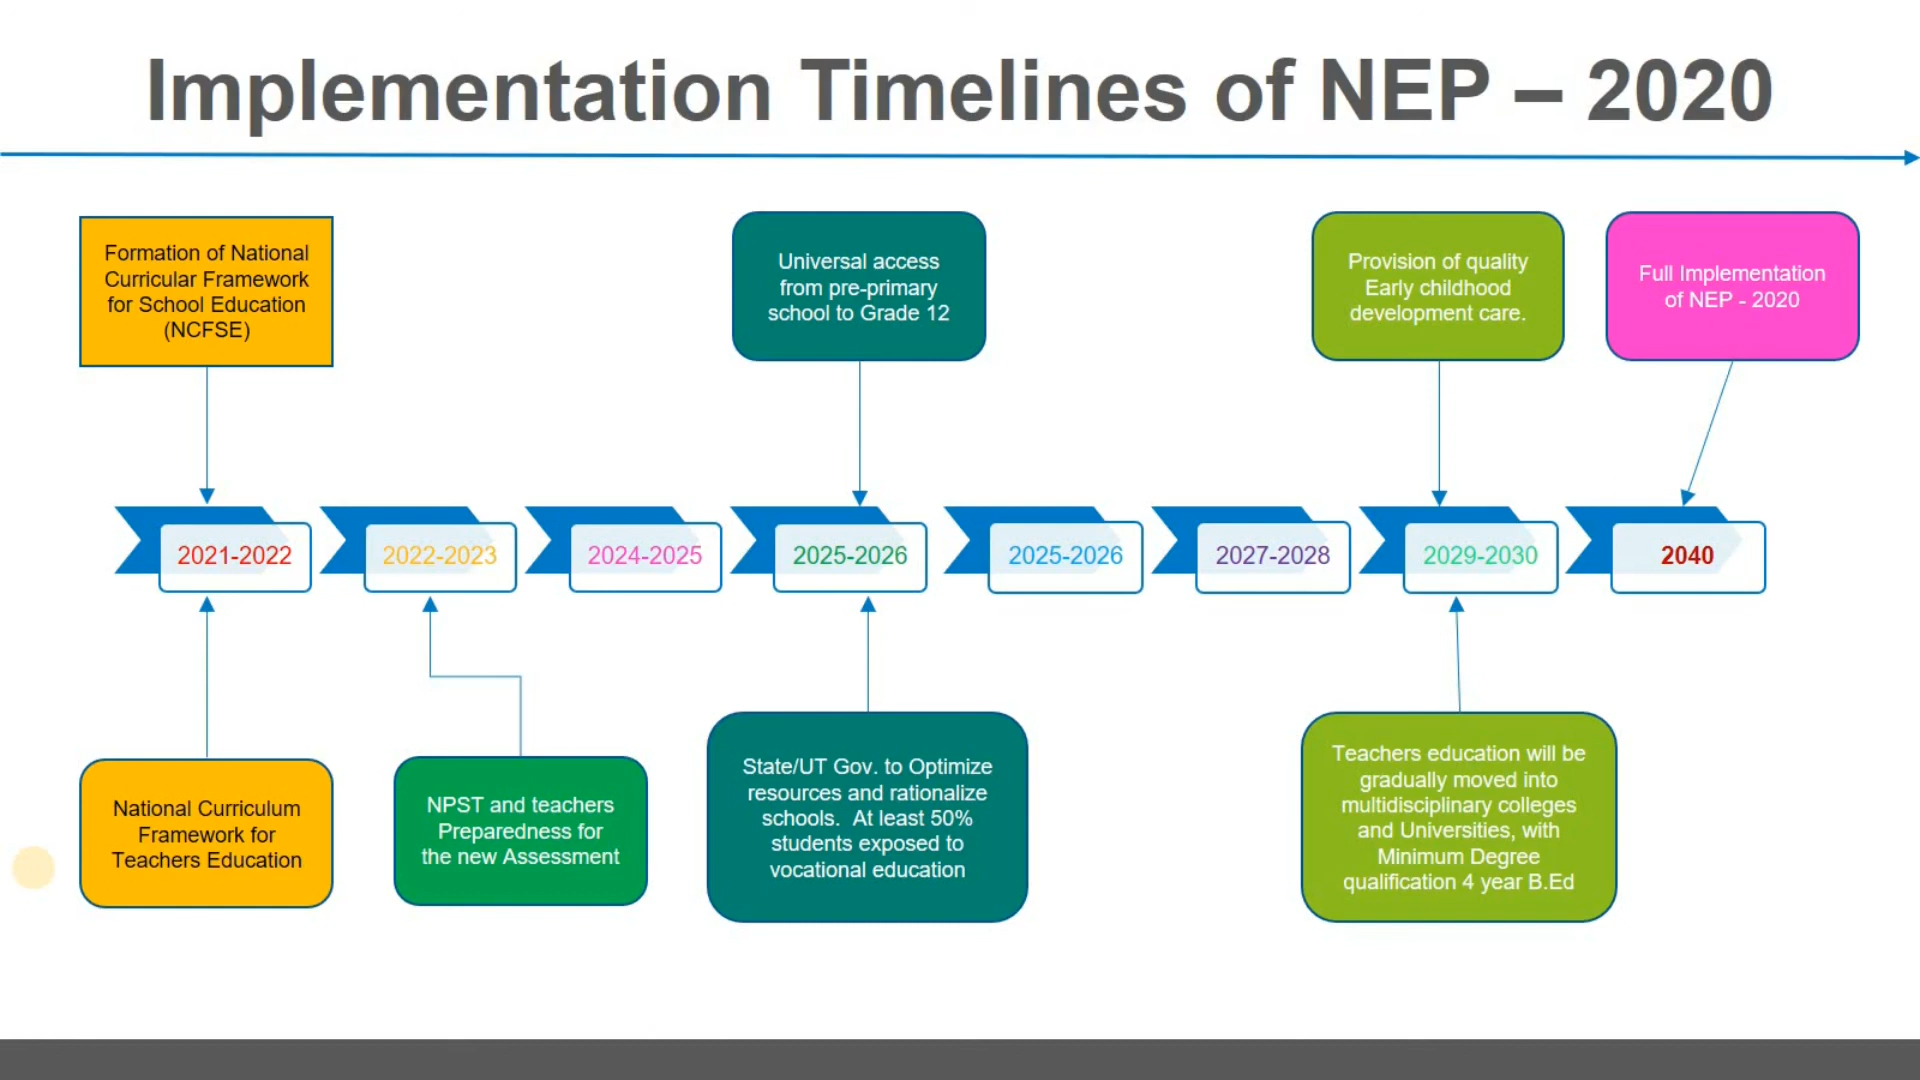 Implementation Timelines of NEP – 2020
Formation of National
Curricular Framework
for School Education
(NCFSE)
Universal access
from pre-primary
school to Grade 12
Provision of quality
Early childhood
development care.
Full Implementation
of NEP - 2020
2021-2022
2022-2023
2024-2025
2025-2026
2025-2026
2027-2028
2029-2030
2040
National Curriculum
Framework for
Teachers Education
NPST and teachers
Preparedness for
the new Assessment
State/UT Gov. to Optimize
resources and rationalize
schools. At least 50%
students exposed to
vocational education
Teachers education will be
gradually moved into
multidisciplinary colleges
and Universities, with
Minimum Degree
qualification 4 year B.Ed